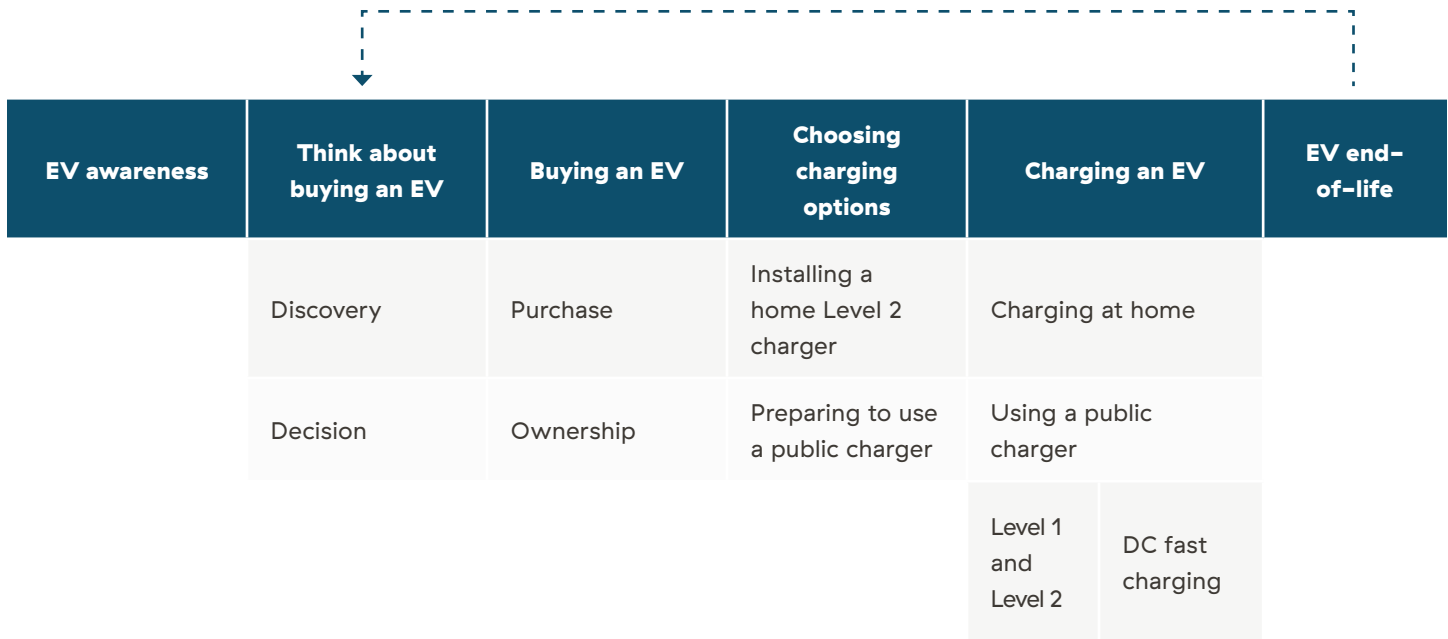 EV awareness
Think about
buying an EV
Buying an EV
Choosing
charging
options
Charging an EV
EV end-
of-life
Discovery
Purchase
Installing a
home Level 2
charger
Charging at home
Decision
Ownership
Preparing to use
a public charger
Using a public
charger
Level 1
and
Level 2
DC fast
charging